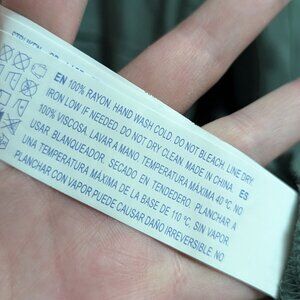 EN 100% RAYON. HAND WASH COLD. DO NOT BLEACH. LINE DRY.
IRON LOW IF NEEDED. DO NOT DRY CLEAN. MADE IN CHINA
100% VISCOSA. LAVAR A MANO TEMPERATURA MÁXIMA 40 ºC. NO ES
USAR BLANQUEADOR. SECADO EN TENDEDERO. PLANCHAR A
UNA TEMPERATURA MÁXIMA DE LA BASE DE 110 ºC, SIN VAPOR.
PLANCHAR CON VAPOR PUEDE CAUSAR DAÑO IRREVERSIBLE. NO